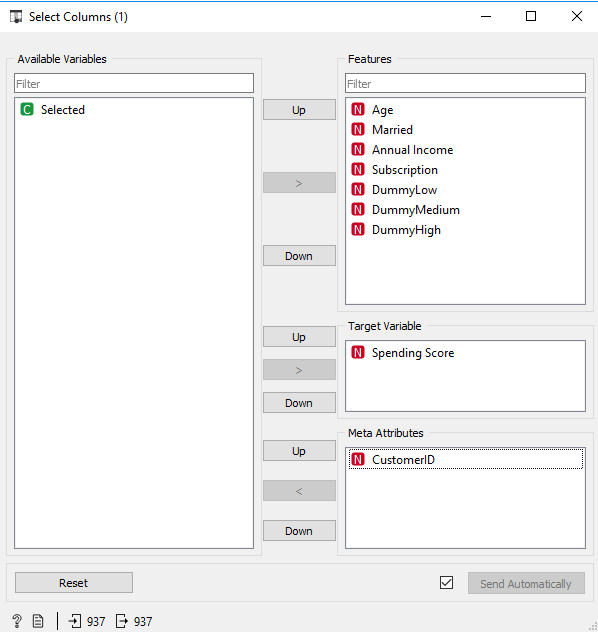 Select Columns (1)
Available Variables
Filter
C Selected
Up
>
Down
Up
>
Down
Up
<
Down
Features
Filter
N Age
N Married
N Annual Income
N Subscription
N DummyLow
N DummyMedium
N DummyHigh
Target Variable
N Spending Score
Meta Attributes
N CustomerID
Reset
Send Automatically
? 937 937